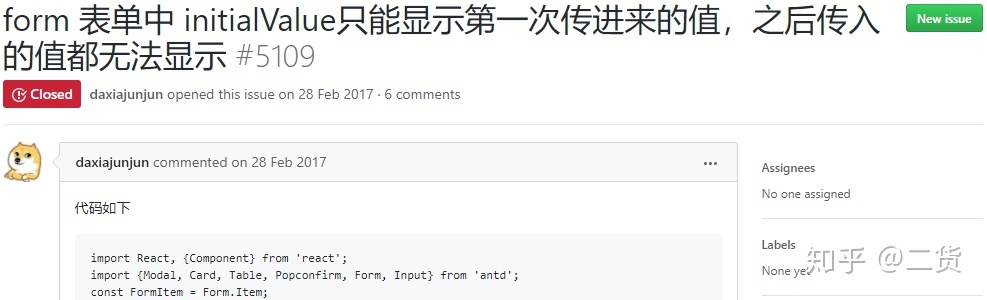 form 表单中 initialValue只能显示第一次传进来的值，之后传入
的值都无法显示 #5109
New issue
Closed daxiajunjun opened this issue on 28 Feb 2017 · 6 comments
daxiajunjun commented on 28 Feb 2017 ...
代码如下
import React, {Component} from 'react';
import {Modal, Card, Table, Popconfirm, Form, Input} from 'antd';
const FormItem = Form.Item;
Assignees
No one assigned
Labels
None yet
知乎 @二货